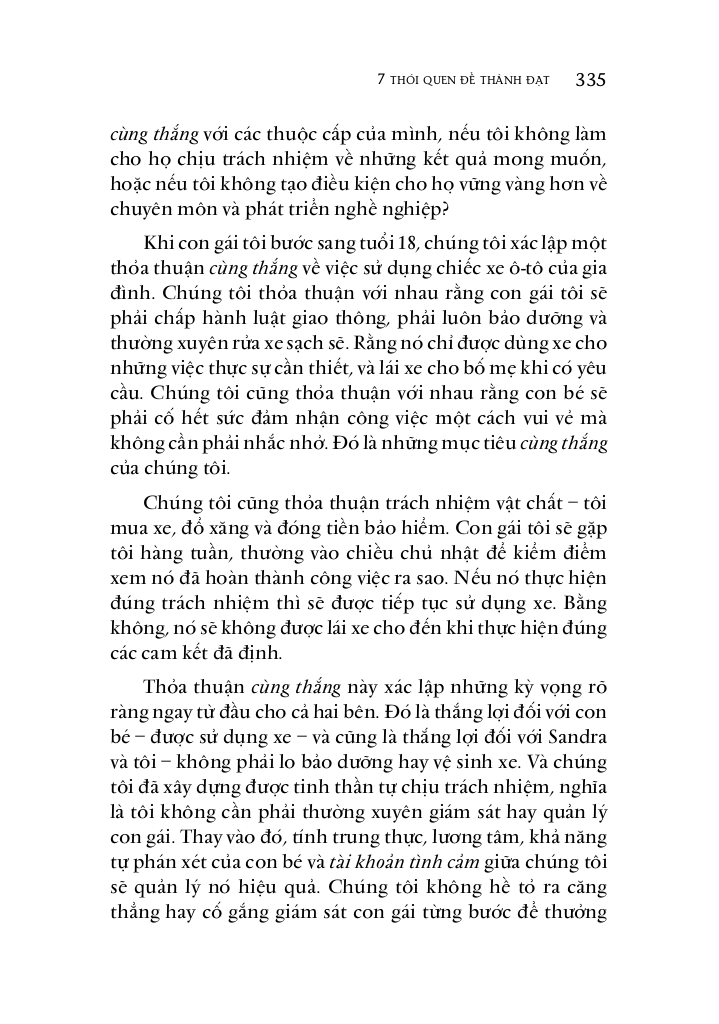 7 THÓI QUEN ĐỂ THÀNH ĐẠT 335
cùng thắng với các thuộc cấp của mình, nếu tôi không làm
cho họ chịu trách nhiệm về những kết quả mong muốn,
hoặc nếu tôi không tạo điều kiện cho họ vững vàng hơn về
chuyên môn và phát triển nghề nghiệp?
Khi con gái tôi bước sang tuổi 18, chúng tôi xác lập một
thỏa thuận cùng thắng về việc sử dụng chiếc xe ô-tô của gia
đình. Chúng tôi thỏa thuận với nhau rằng con gái tôi sẽ
phải chấp hành luật giao thông, phải luôn bảo dưỡng và
thường xuyên rửa xe sạch sẽ. Rằng nó chỉ được dùng xe cho
những việc thực sự cần thiết, và lái xe cho bố mẹ khi có yêu
cầu. Chúng tôi cũng thỏa thuận với nhau rằng con bé sẽ
phải cố hết sức đảm nhận công việc một cách vui vẻ mà
không cần phải nhắc nhở. Đó là những mục tiêu cùng thắng
của chúng tôi.
Chúng tôi cũng thỏa thuận trách nhiệm vật chất – tôi
mua xe, đổ xăng và đóng tiền bảo hiểm. Con gái tôi sẽ gặp
tôi hàng tuần, thường vào chiều chủ nhật để kiểm điểm
xem nó đã hoàn thành công việc ra sao. Nếu nó thực hiện
đúng trách nhiệm thì sẽ được tiếp tục sử dụng xe. Bằng
không, nó sẽ không được lái xe cho đến khi thực hiện đúng
các cam kết đã định.
Thỏa thuận cùng thắng này xác lập những kỳ vọng rõ
ràng ngay từ đầu cho cả hai bên. Đó là thắng lợi đối với con
bé – được sử dụng xe – và cũng là thắng lợi đối với Sandra
và tôi – không phải lo bảo dưỡng hay vệ sinh xe. Và chúng
tôi đã xây dựng được tinh thần tự chịu trách nhiệm, nghĩa
là tôi không cần phải thường xuyên giám sát hay quản lý
con gái. Thay vào đó, tính trung thực, lương tâm, khả năng
tự phán xét của con bé và tài khoản tình cảm giữa chúng tôi
sẽ quản lý nó hiệu quả. Chúng tôi không hề tỏ ra căng
thẳng hay cố gắng giám sát con gái từng bước để thưởng